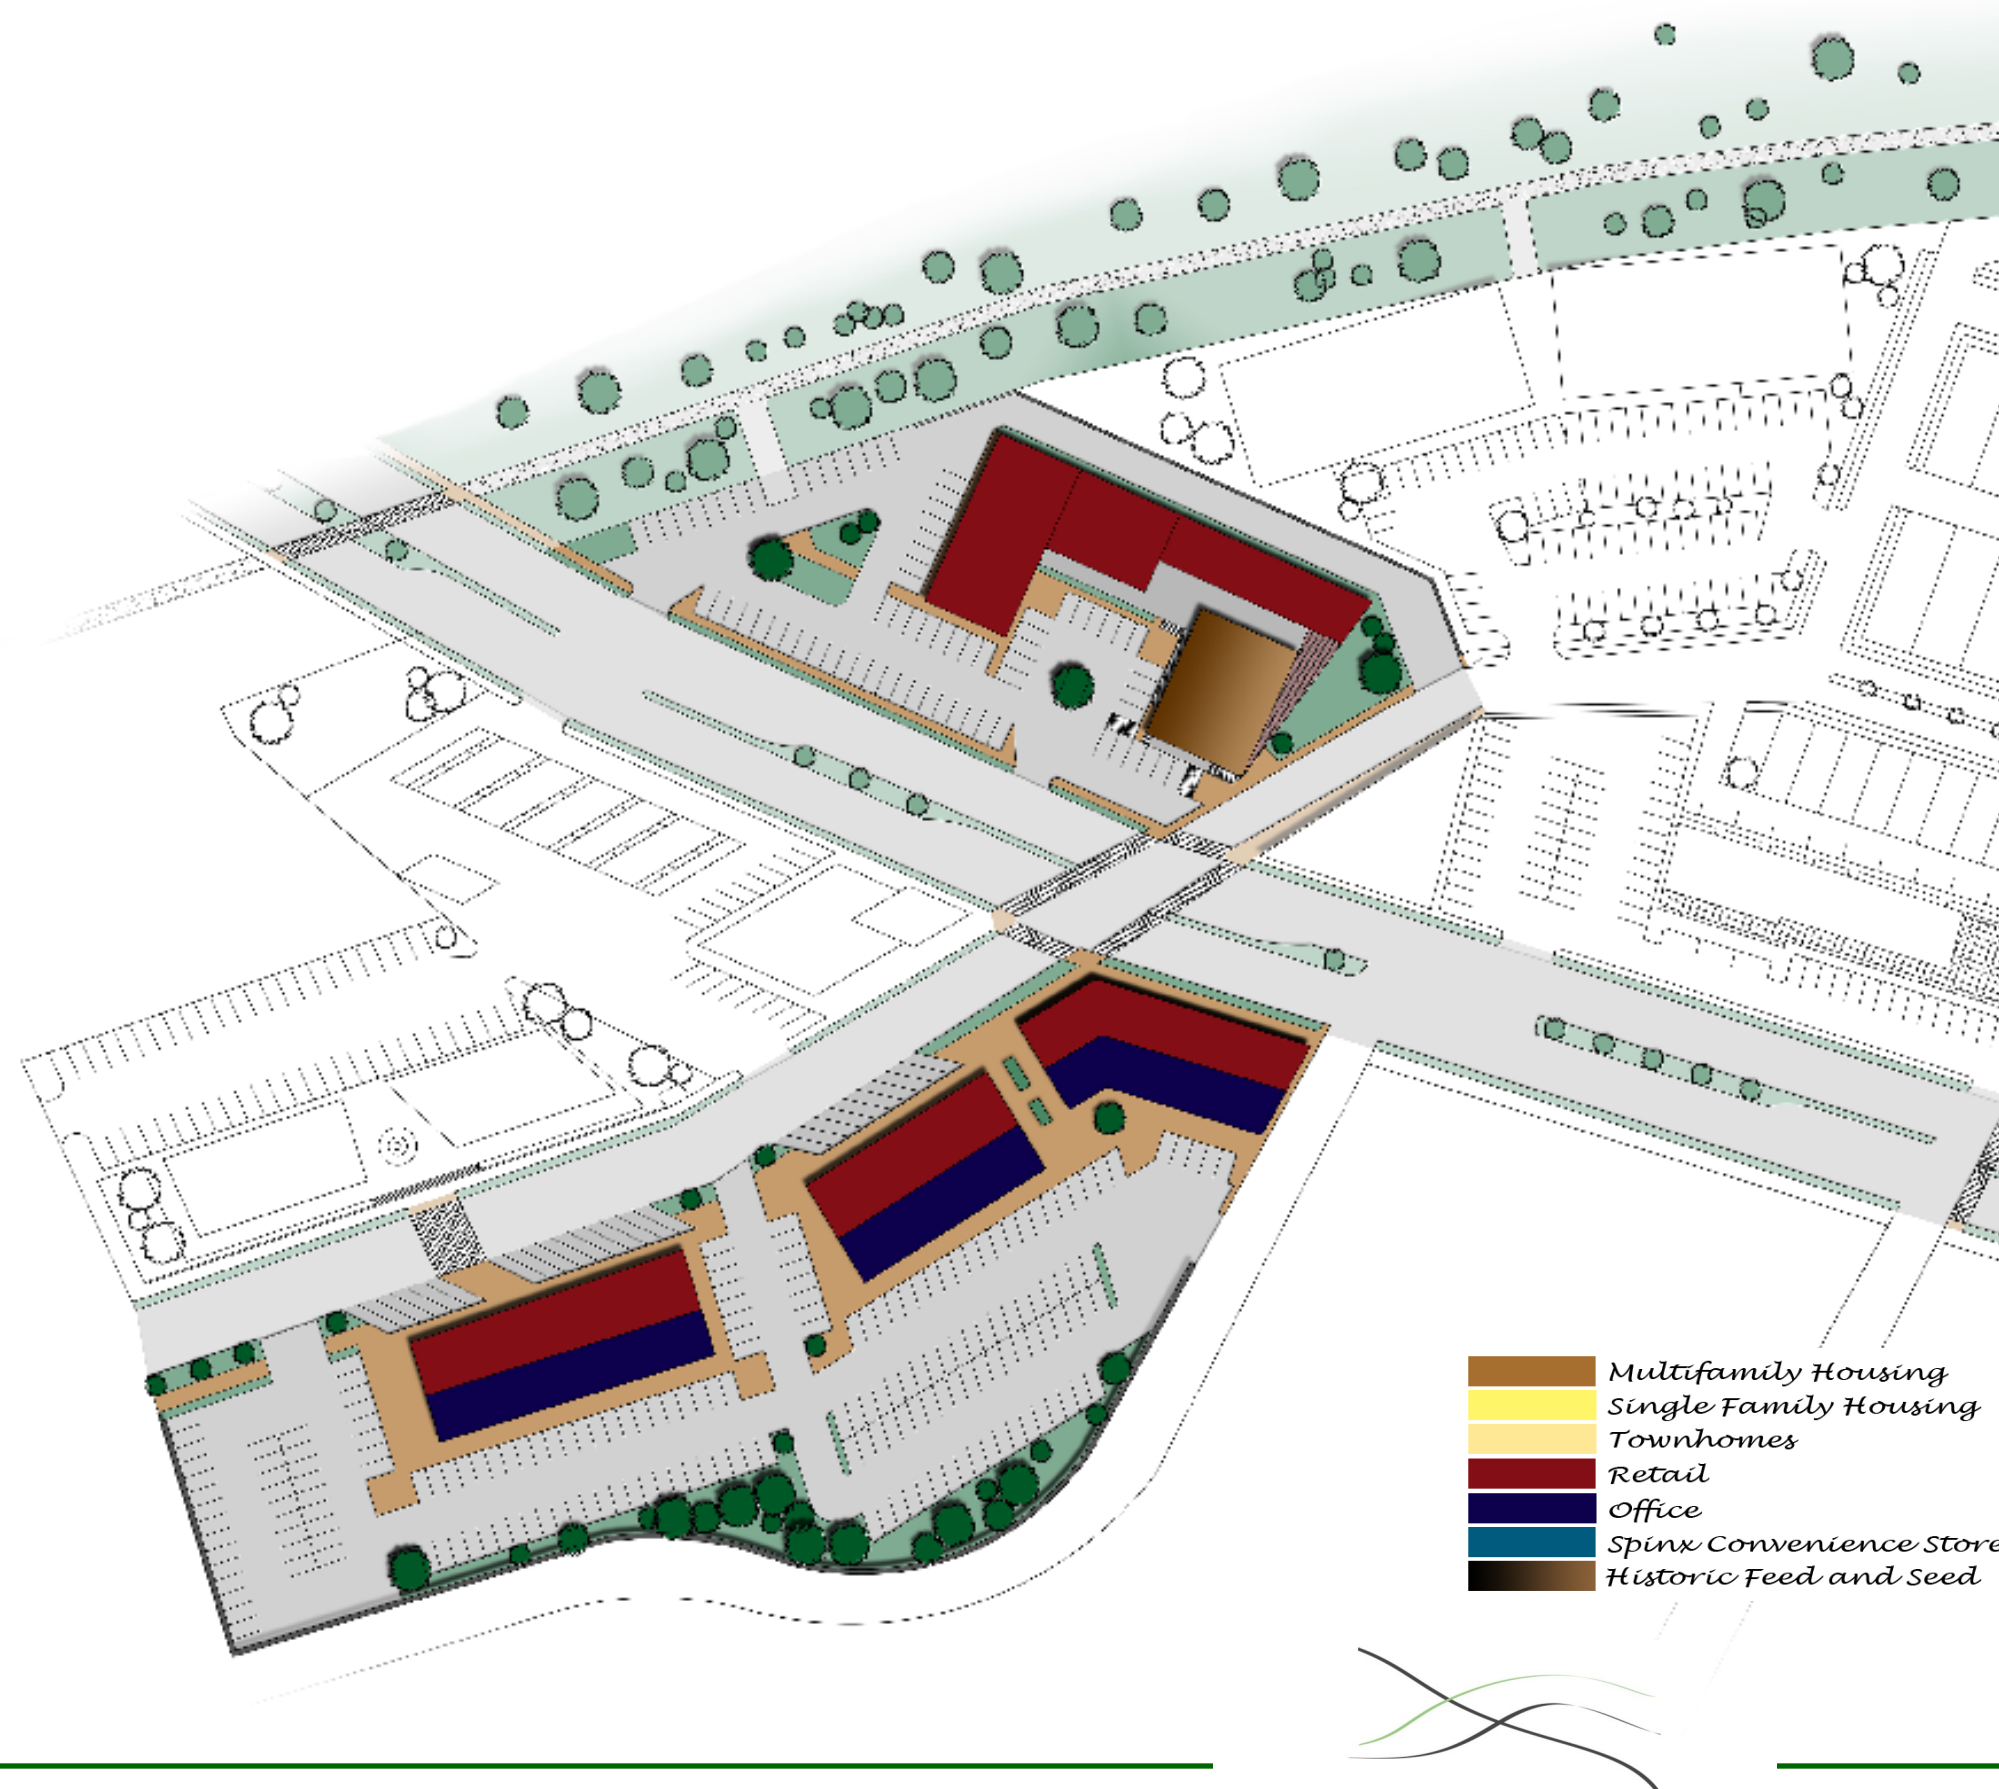 Multifamily Housing
Single Family Housing
Townhomes
Retail
Office
Spinx Convenience Store
Historic Feed and Seed